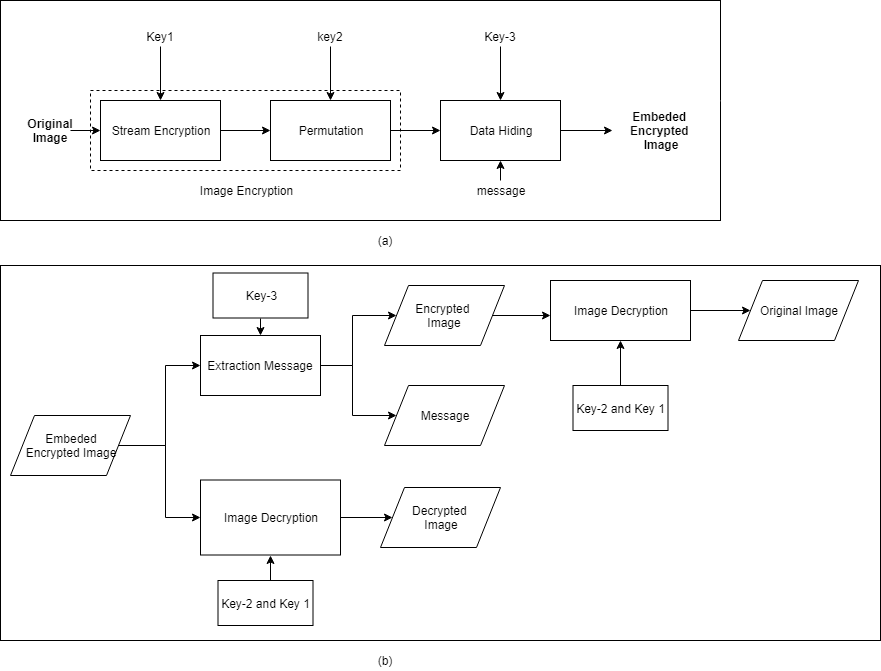 Key1
key2
Key-3
Original
Image
Stream Encryption
Permutation
Data Hiding
Embeded
Encrypted
Image
Image Encryption
message
(a)
Key-3
Extraction Message
Encrypted
Image
Image Decryption
Original Image
Message
Key-2 and Key 1
Embeded
Encrypted Image
Image Decryption
Decrypted
Image
Key-2 and Key 1
(b)